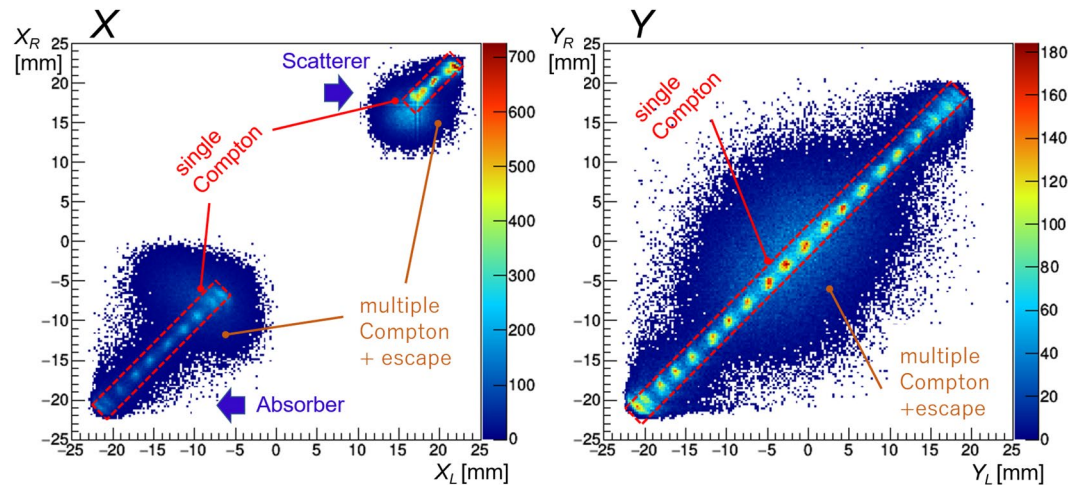 X
Y
X_R
[mm]
Y_R
[mm]
25
20
15
10
5
0
−5
−10
−15
−20
−25
−25 −20 −15 −10 −5 0 5 10 15 20 25
X_L [mm]
Scatterer
single
Compton
multiple
Compton
+ escape
Absorber
700
600
500
400
300
200
100
0
25
20
15
10
5
0
−5
−10
−15
−20
−25
−25 −20 −15 −10 −5 0 5 10 15 20 25
Y_L [mm]
single
Compton
multiple
Compton
+escape
180
160
140
120
100
80
60
40
20
0